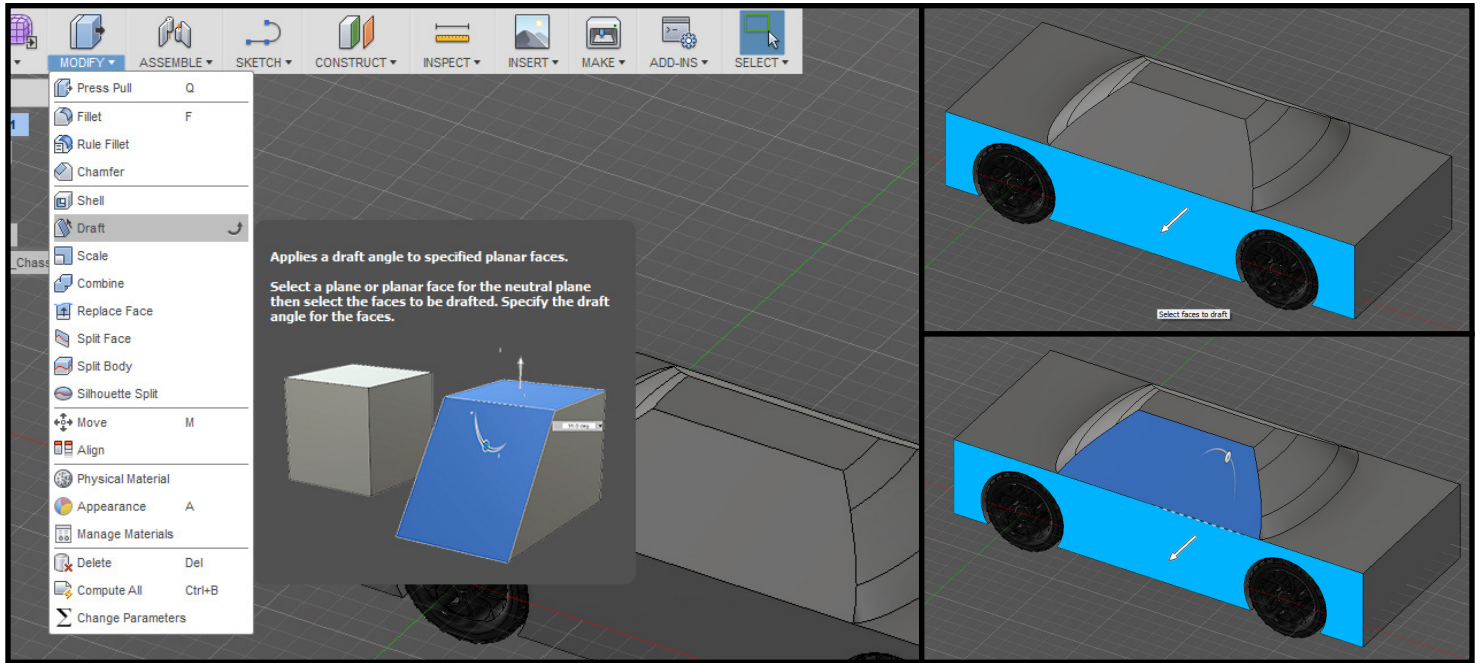 MODIFY ▾
ASSEMBLE ▾
SKETCH ▾
CONSTRUCT ▾
INSPECT ▾
INSERT ▾
MAKE ▾
ADD-INS ▾
SELECT ▾
Press Pull Q
Fillet F
Rule Fillet
Chamfer
Shell
Draft
Scale
Combine
Replace Face
Split Face
Split Body
Silhouette Split
Move M
Align
Physical Material
Appearance A
Manage Materials
Delete Del
Compute All Ctrl+B
Change Parameters
1
_Chass
Applies a draft angle to specified planar faces.
Select a plane or planar face for the neutral plane
then select the faces to be drafted. Specify the draft
angle for the faces.
Select faces to draft